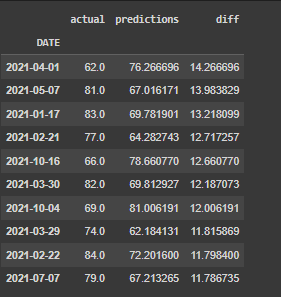 actual predictions diff
DATE
2021-04-01 62.0 76.266696 14.266696
2021-05-07 81.0 67.016171 13.983829
2021-01-17 83.0 69.781901 13.218099
2021-02-21 77.0 64.282743 12.717257
2021-10-16 66.0 78.660770 12.660770
2021-03-30 82.0 69.812927 12.187073
2021-10-04 69.0 81.006191 12.006191
2021-03-29 74.0 62.184131 11.815869
2021-02-22 84.0 72.201600 11.798400
2021-07-07 79.0 67.213265 11.786735